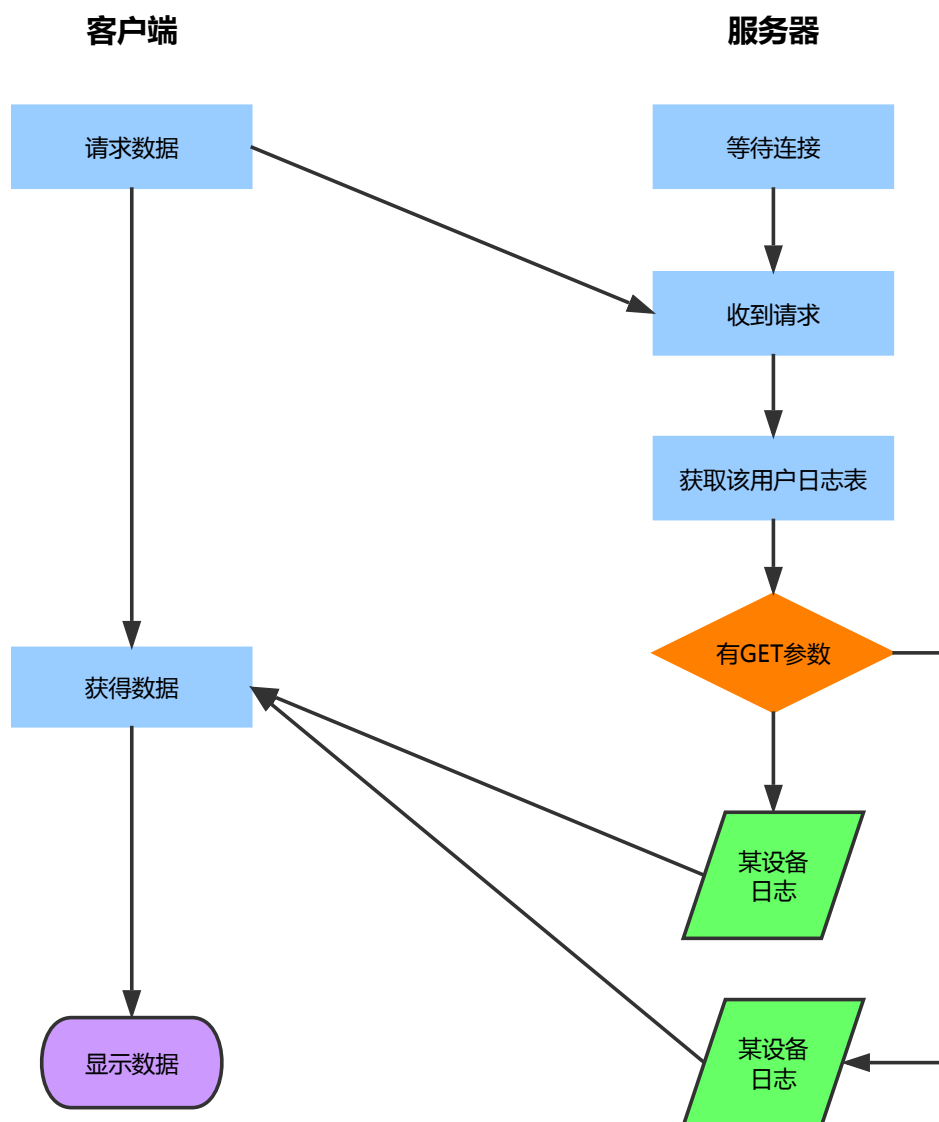 客户端
服务器
请求数据
等待连接
收到请求
获取该用户日志表
有GET参数
获得数据
某设备
日志
某设备
日志
显示数据